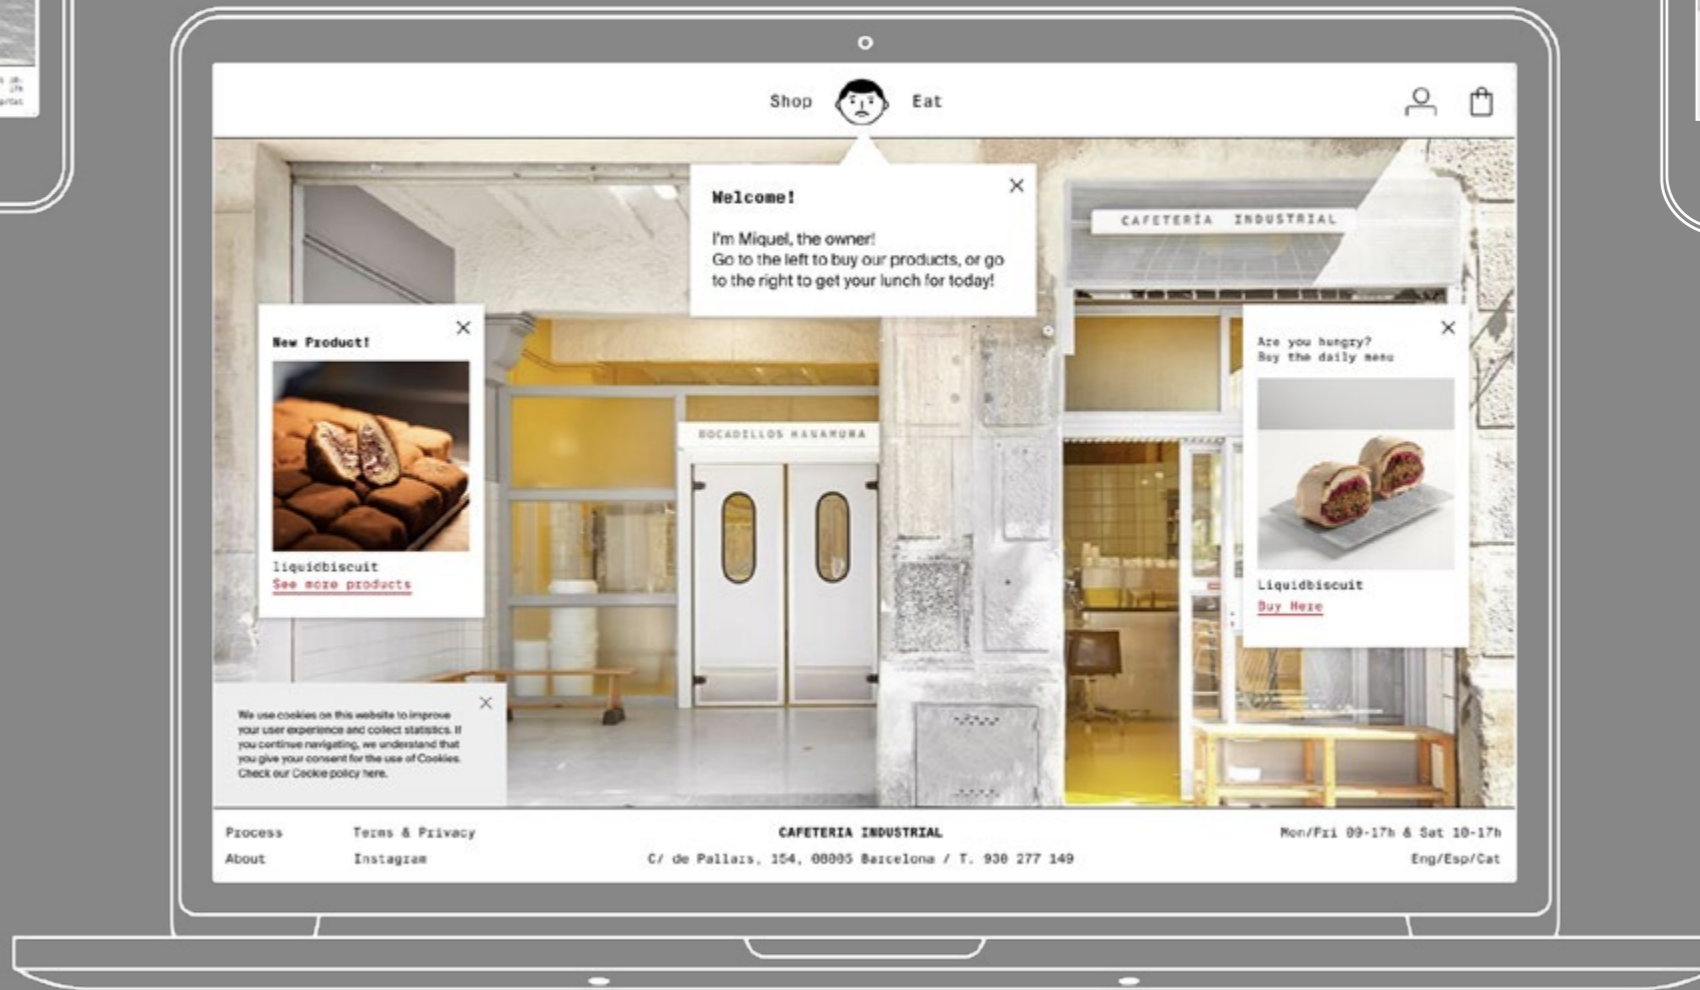 Shop
Eat
Welcome!
I'm Miquel, the owner!
Go to the left to buy our products, or go
to the right to get your lunch for today!
CAFETERÍA INDUSTRIAL
New Product!
liquidbiscuit
See more products
BOCADILLOS HANAMURA
Are you hungry?
Buy the daily menu
Liquidbiscuit
Buy Here
We use cookies on this website to improve
your user experience and collect statistics. If
you continue navigating, we understand that
you give your consent for the use of Cookies.
Check our Cookie policy here.
Process
Terms & Privacy
CAFETERIA INDUSTRIAL
Mon/Fri 09-17h & Sat 10-17h
About
Instagram
C/ de Pallars, 154, 08005 Barcelona / T. 930 277 149
Eng/Esp/Cat